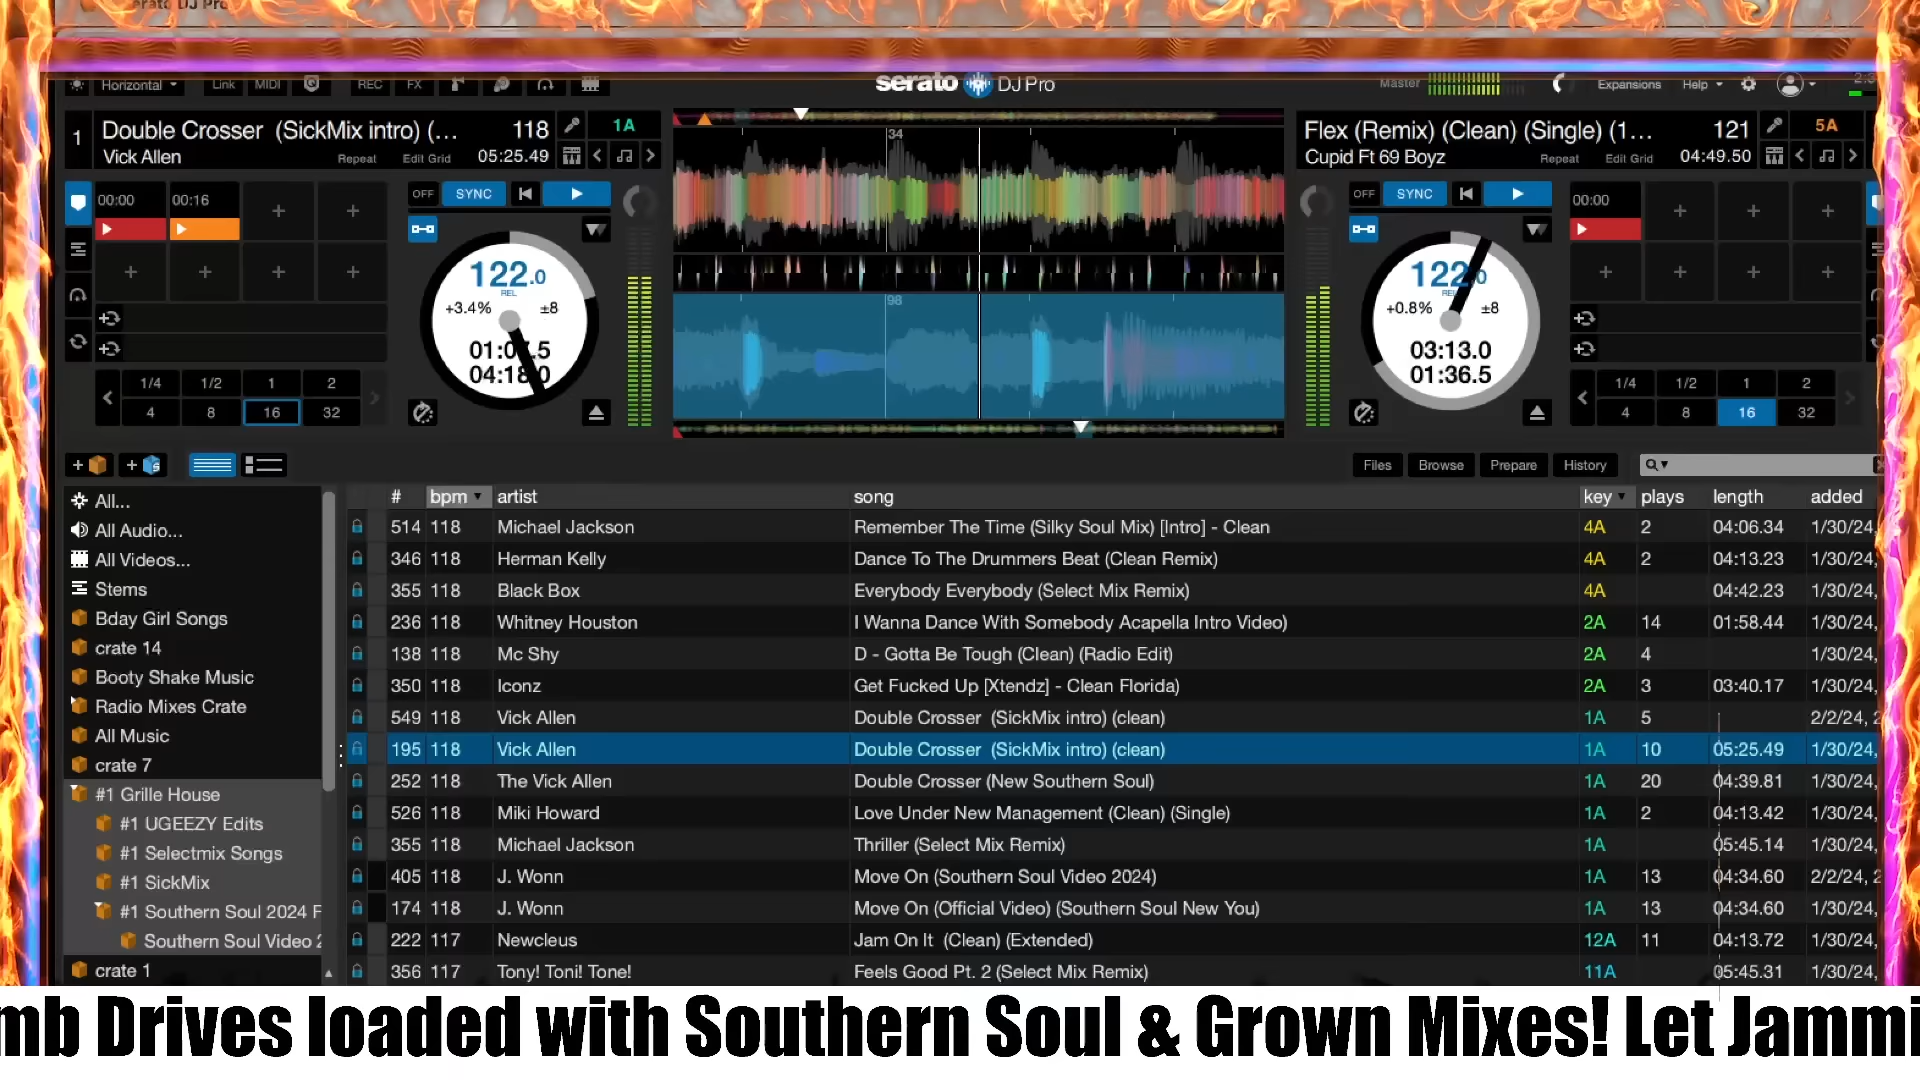 Serato DJ Pro
Horizontal Link MIDI REC FX serato DJ Pro Master Expansions Help
1 Double Crosser (SickMix intro) (... 118 1A
Vick Allen Repeat Edit Grid 05:25.49
Flex (Remix) (Clean) (Single) (1... 121 5A
Cupid Ft 69 Boyz Repeat Edit Grid 04:49.50
00:00 00:16 OFF SYNC
122.0
REL
+3.4% ±8
04:18.0
1/4 1/2 1 2
4 8 16 32
34
98
OFF SYNC 00:00
122.0
+0.8% ±8
03:13.0
01:36.5
1/4 1/2 1 2
4 8 16 32
Files Browse Prepare History
All...
All Audio...
All Videos...
Stems
Bday Girl Songs
crate 14
Booty Shake Music
Radio Mixes Crate
All Music
crate 7
#1 Grille House
#1 UGEEZY Edits
#1 Selectmix Songs
#1 SickMix
#1 Southern Soul 2024 F
Southern Soul Video 2
crate 1
# bpm artist song key plays length added
514 118 Michael Jackson Remember The Time (Silky Soul Mix) [Intro] - Clean 4A 2 04:06.34 1/30/24,
346 118 Herman Kelly Dance To The Drummers Beat (Clean Remix) 4A 2 04:13.23 1/30/24,
355 118 Black Box Everybody Everybody (Select Mix Remix) 4A 04:42.23 1/30/24,
236 118 Whitney Houston I Wanna Dance With Somebody Acapella Intro Video) 2A 14 01:58.44 1/30/24,
138 118 Mc Shy D - Gotta Be Tough (Clean) (Radio Edit) 2A 4 1/30/24,
350 118 Iconz Get Fucked Up [Xtendz] - Clean Florida) 2A 3 03:40.17 1/30/24,
549 118 Vick Allen Double Crosser (SickMix intro) (clean) 1A 5 2/2/24, 2
195 118 Vick Allen Double Crosser (SickMix intro) (clean) 1A 10 05:25.49 1/30/24,
252 118 The Vick Allen Double Crosser (New Southern Soul) 1A 20 04:39.81 1/30/24,
526 118 Miki Howard Love Under New Management (Clean) (Single) 1A 2 04:13.42 1/30/24,
355 118 Michael Jackson Thriller (Select Mix Remix) 1A 05:45.14 1/30/24,
405 118 J. Wonn Move On (Southern Soul Video 2024) 1A 13 04:34.60 2/2/24, 2
174 118 J. Wonn Move On (Official Video) (Southern Soul New You) 1A 13 04:34.60 1/30/24,
222 117 Newcleus Jam On It (Clean) (Extended) 12A 11 04:13.72 1/30/24,
356 117 Tony! Toni! Tone! Feels Good Pt. 2 (Select Mix Remix) 11A 05:45.31 1/30/24,
mb Drives loaded with Southern Soul & Grown Mixes! Let Jammi